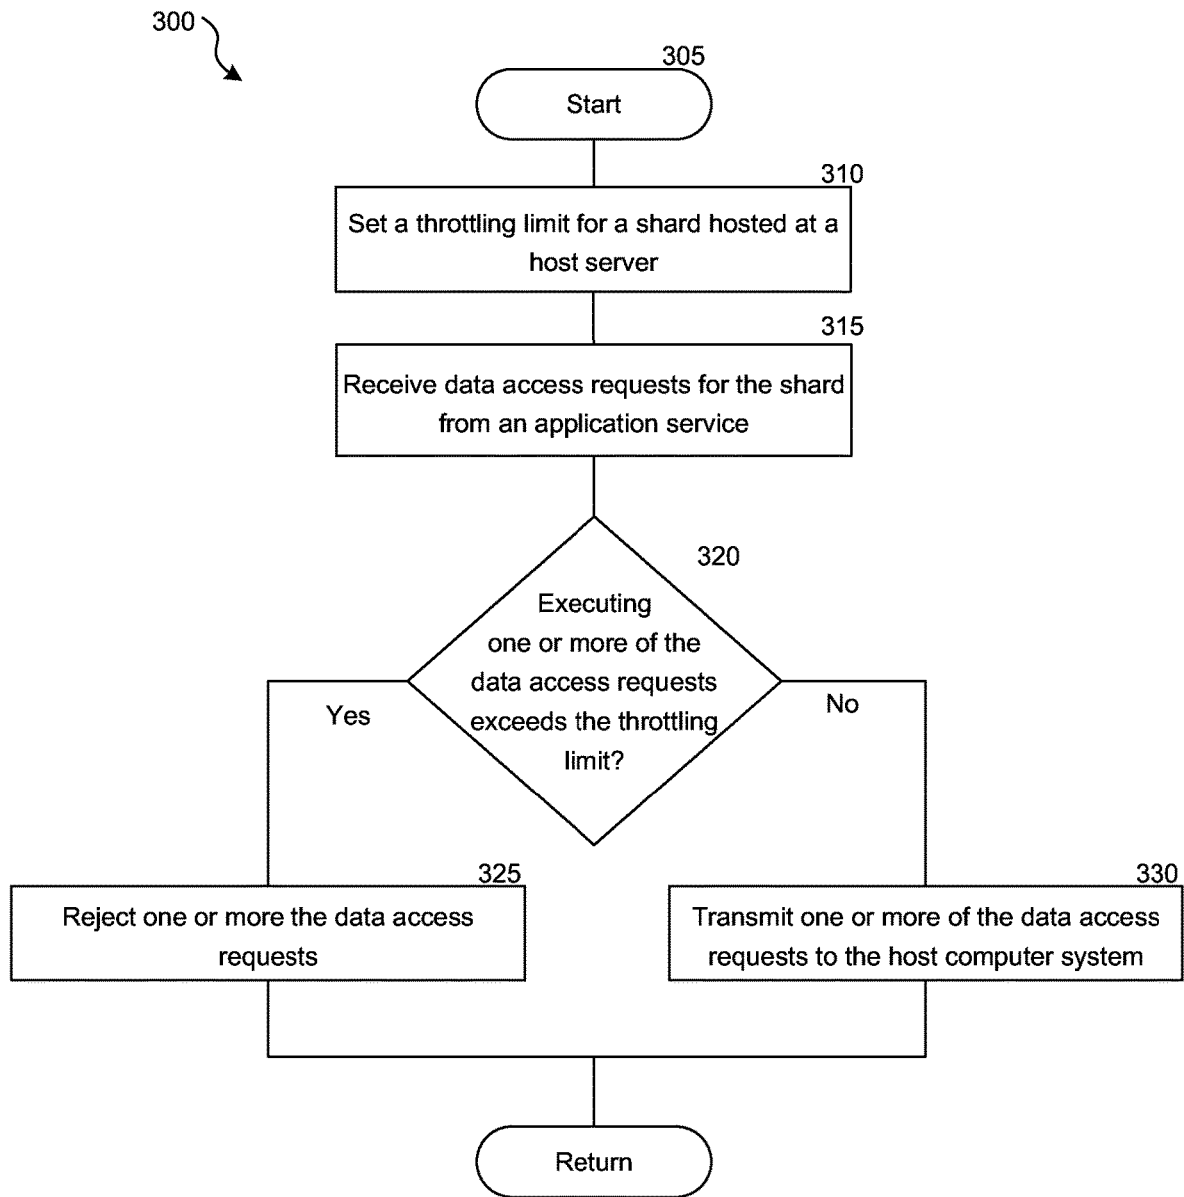 300
305
Start
310
Set a throttling limit for a shard hosted at a
host server
315
Receive data access requests for the shard
from an application service
320
Executing
one or more of the
data access requests
exceeds the throttling
limit?
Yes
No
325
Reject one or more the data access
requests
330
Transmit one or more of the data access
requests to the host computer system
Return